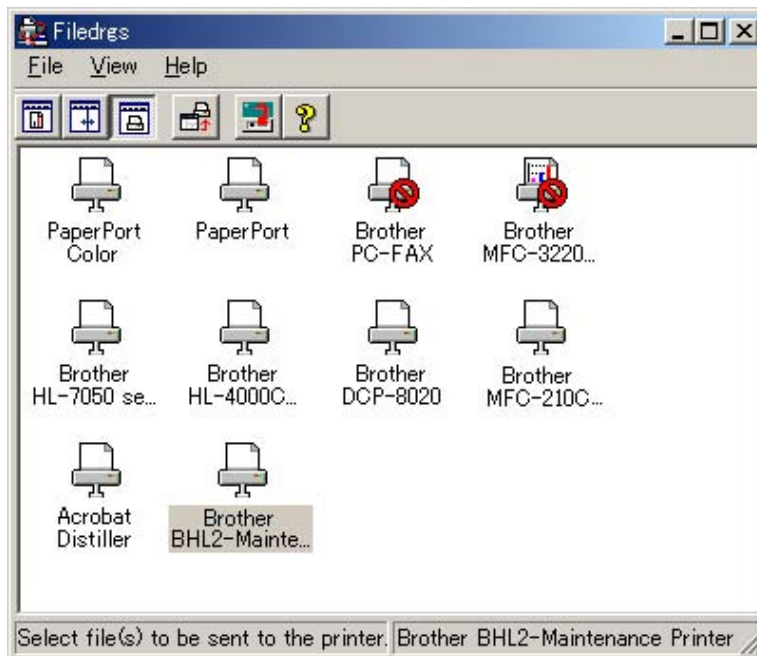 Filedrgs
File View Help
PaperPort
Color
PaperPort
Brother
PC-FAX
Brother
MFC-3220...
Brother
HL-7050 se...
Brother
HL-4000C...
Brother
DCP-8020
Brother
MFC-210C...
Acrobat
Distiller
Brother
BHL2-Mainte...
Select file(s) to be sent to the printer. Brother BHL2-Maintenance Printer